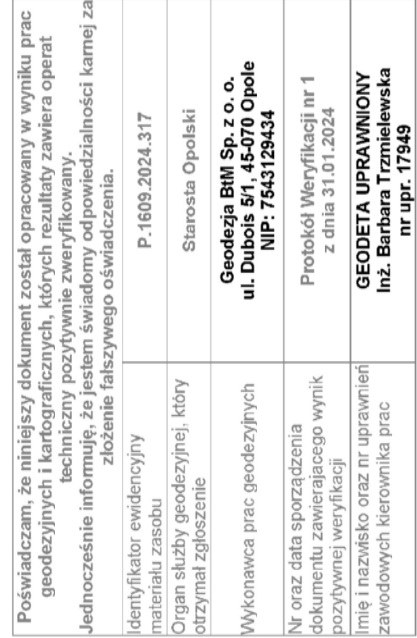 Poświadczam, że niniejszy dokument został opracowany w wyniku prac
geodezyjnych i kartograficznych, których rezultaty zawiera operat
techniczny pozytywnie zweryfikowany.
Jednocześnie informuję, że jestem świadomy odpowiedzialności karnej za
złożenie fałszywego oświadczenia.
Identyfikator ewidencyjny
materiału zasobu
P.1609.2024.317
Organ służby geodezyjnej, który
otrzymał zgłoszenie
Starosta Opolski
Wykonawca prac geodezyjnych
Geodezja BtM Sp. z o. o.
ul. Dubois 5/1, 45-070 Opole
NIP: 7543129434
Nr oraz data sporządzenia
dokumentu zawierajacego wynik
pozytywnej weryfikacji
Protokół Weryfikacji nr 1
z dnia 31.01.2024
Imię i nazwisko oraz nr uprawnień
zawodowych kierownika prac
GEODETA UPRAWNIONY
Inż. Barbara Trzmielewska
nr upr. 17949